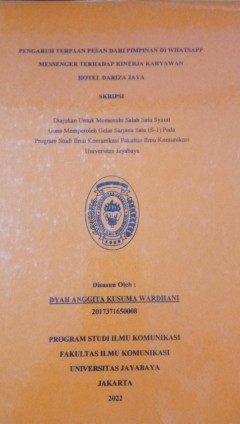 PENGARUH TERPAAN PESAN DARI PIMPINAN DI WHATSAPP
MESSENGER TERHADAP KINERJA KARYAWAN
HOTEL DARIZA JAYA
SKRIPSI
Diajukan Untuk Memenuhi Salah Satu Syarat
Guna Memperoleh Gelar Sarjana Satu (S-1) Pada
Program Studi Ilmu Komunikasi Fakultas Ilmu Komunikasi
Universitas Jayabaya
Disusun Oleh :
DYAH ANGGITA KUSUMA WARDHANI
2017371650008
PROGRAM STUDI ILMU KOMUNIKASI
FAKULTAS ILMU KOMUNIKASI
UNIVERSITAS JAYABAYA
JAKARTA
2022